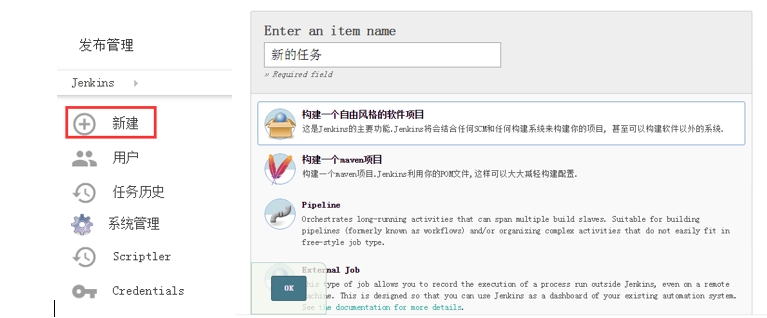 发布管理
Jenkins
新建
用户
任务历史
系统管理
Scriptler
Credentials
Enter an item name
新的任务
» Required field
构建一个自由风格的软件项目
这是Jenkins的主要功能.Jenkins将会结合任何SCM和任何构建系统来构建你的项目, 甚至可以构建软件以外的系统.
构建一个maven项目
构建一个maven项目.Jenkins利用你的POM文件,这样可以大大减轻构建配置.
Pipeline
Orchestrates long-running activities that can span multiple build slaves. Suitable for building
pipelines (formerly known as workflows) and/or organizing complex activities that do not easily fit in
free-style job type.
External Job
This type of job allows you to record the execution of a process run outside Jenkins, even on a remote
machine. This is designed so that you can use Jenkins as a dashboard of your existing automation system.
See the documentation for more details.
OK